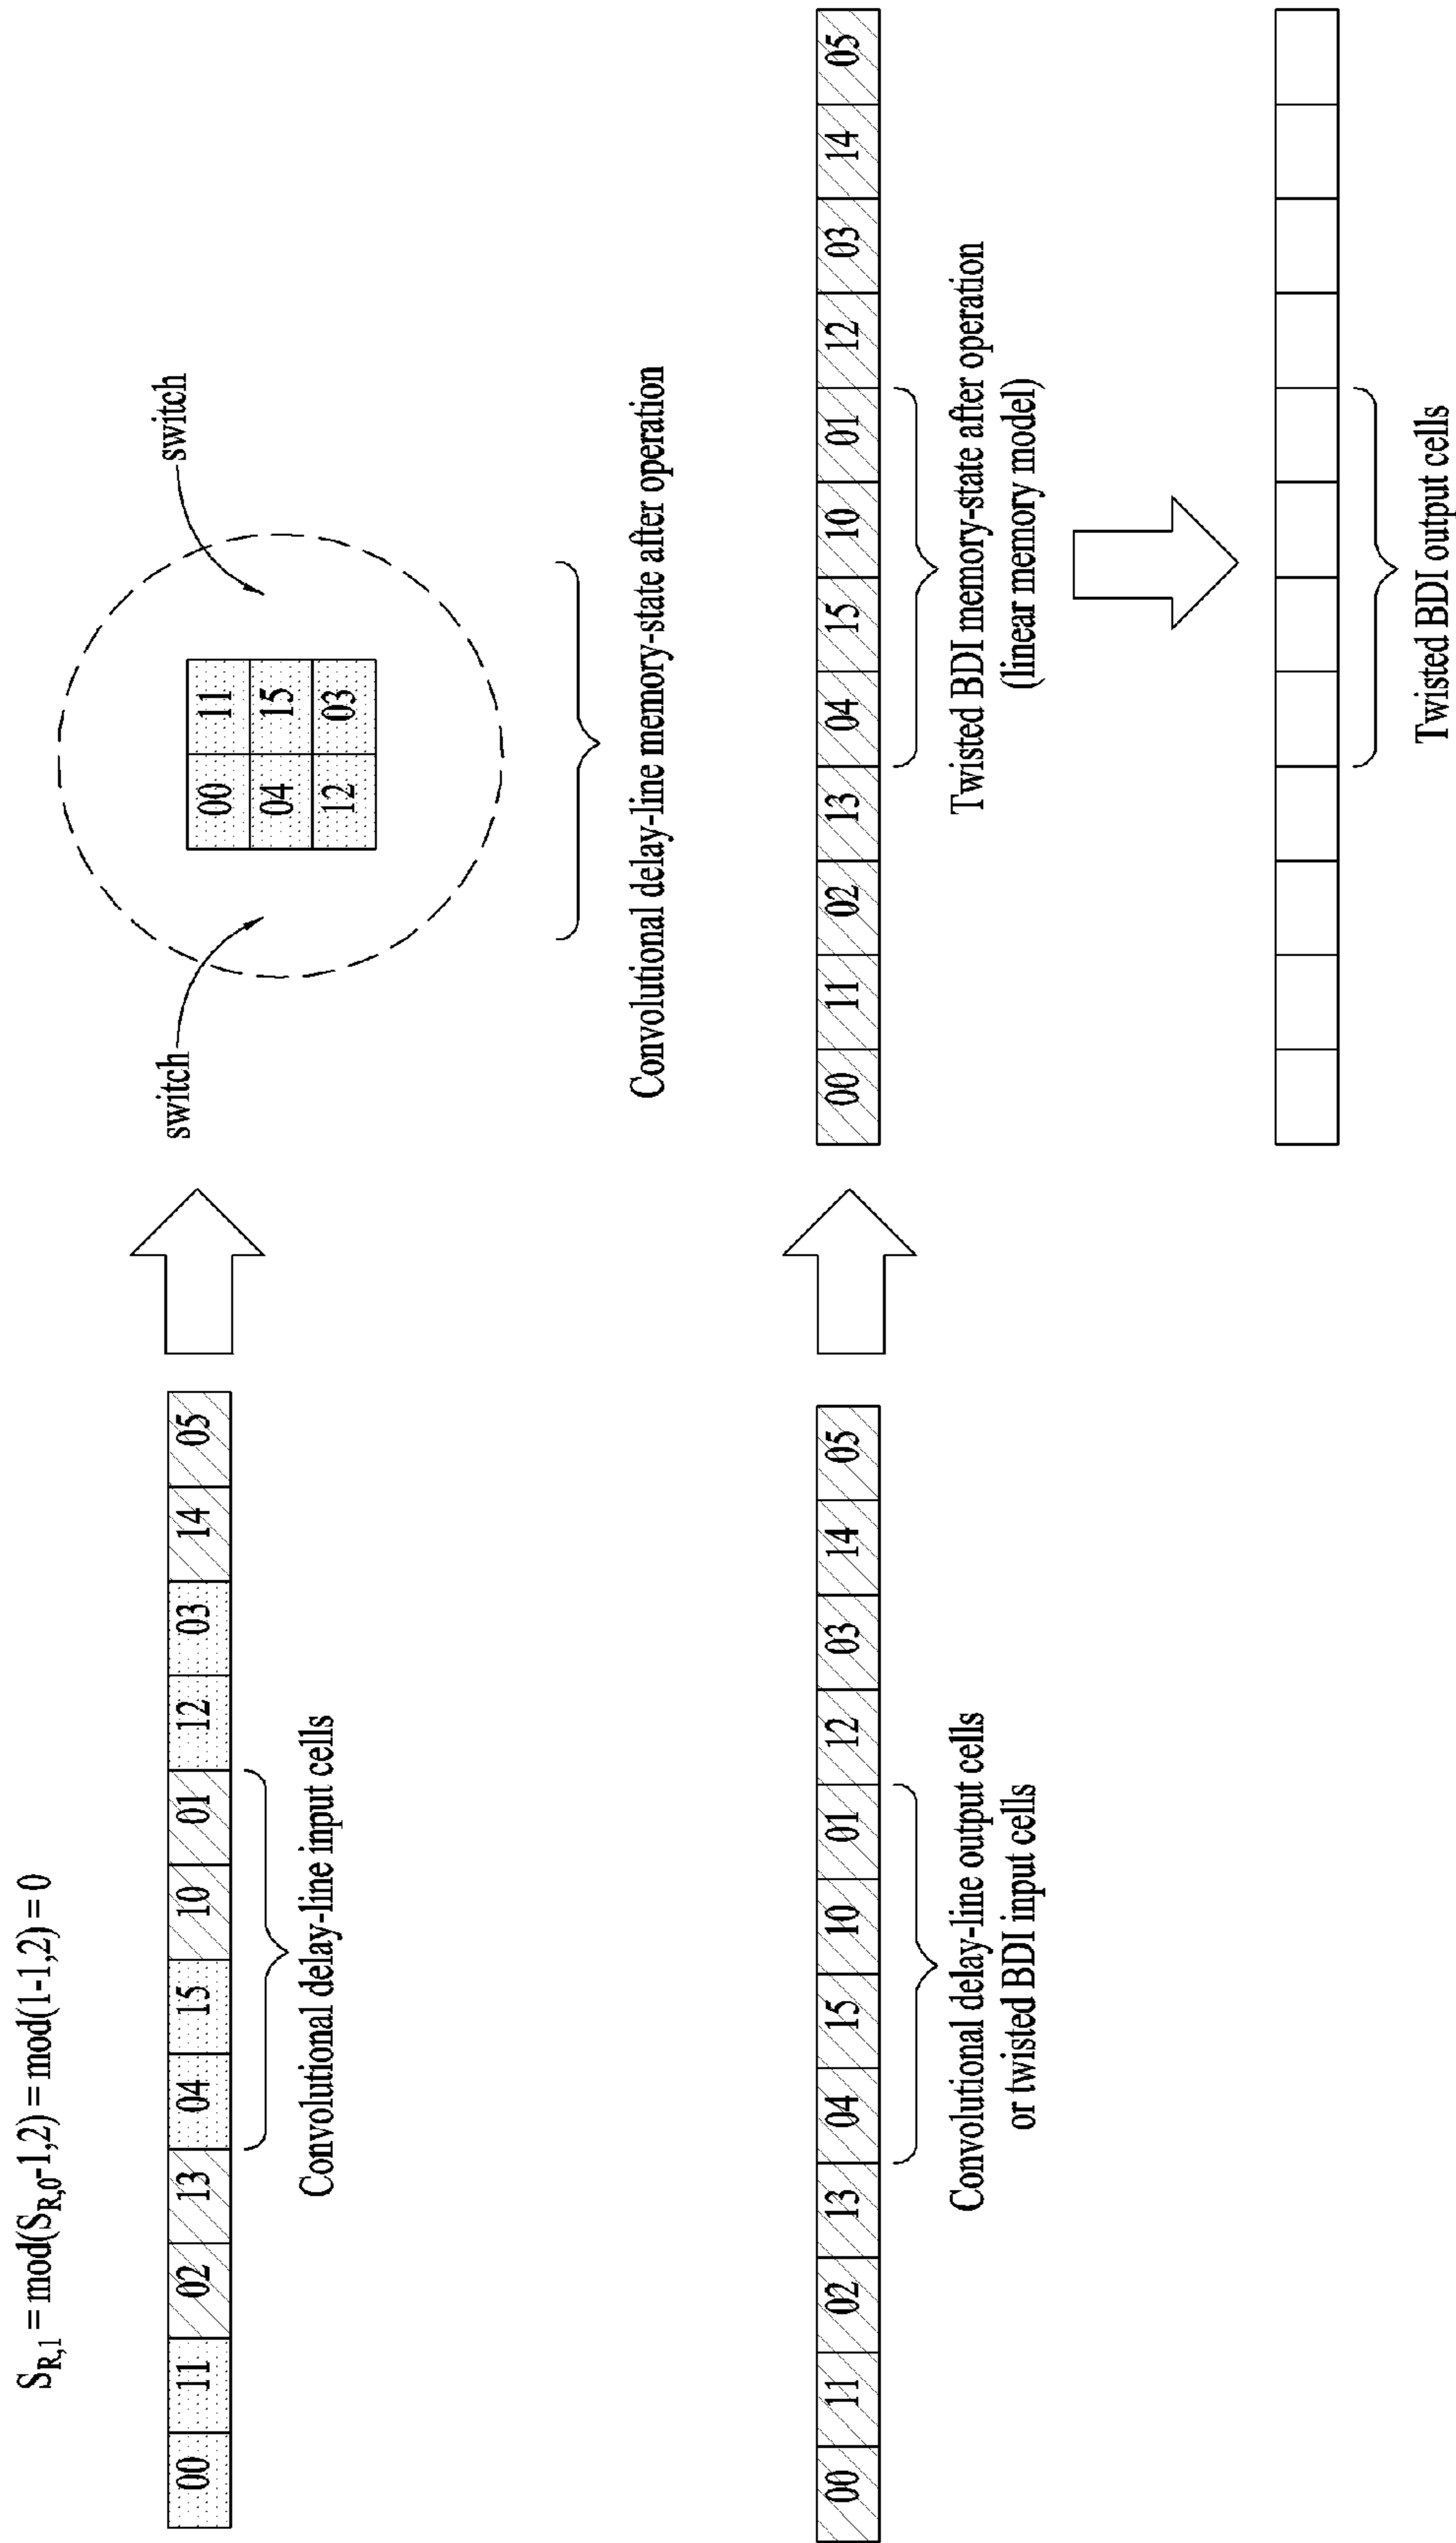 S_R,1 = mod(S_R,0-1,2) = mod(1-1,2) = 0
00 11 02 13 04 15 10 01 12 03 14 05
Convolutional delay-line input cells
switch
switch
00 11
04 15
12 03
Convolutional delay-line memory-state after operation
00 11 02 13 04 15 10 01 12 03 14 05
Convolutional delay-line output cells
or twisted BDI input cells
00 11 02 13 04 15 10 01 12 03 14 05
Twisted BDI memory-state after operation
(linear memory model)
Twisted BDI output cells